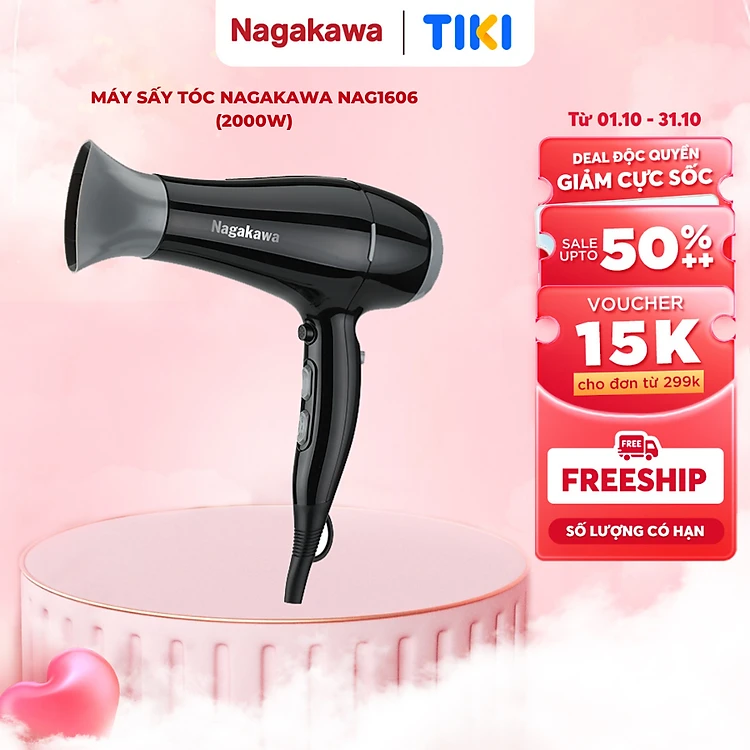 Nagakawa | TIKI
MÁY SẤY TÓC NAGAKAWA NAG1606
(2000W)
Nagakawa
Từ 01.10 - 31.10
DEAL ĐỘC QUYỀN
GIẢM CỰC SỐC
SALE
UPTO
50%
++
VOUCHER
15K
cho đơn từ 299k
FREE
FREESHIP
SỐ LƯỢNG CÓ HẠN